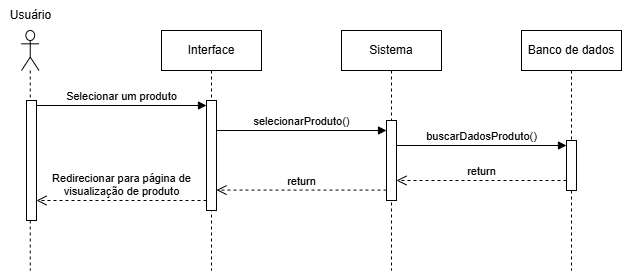 Usuário
Interface
Sistema
Banco de dados
Selecionar um produto
selecionarProduto()
buscarDadosProduto()
return
return
Redirecionar para página de
visualização de produto